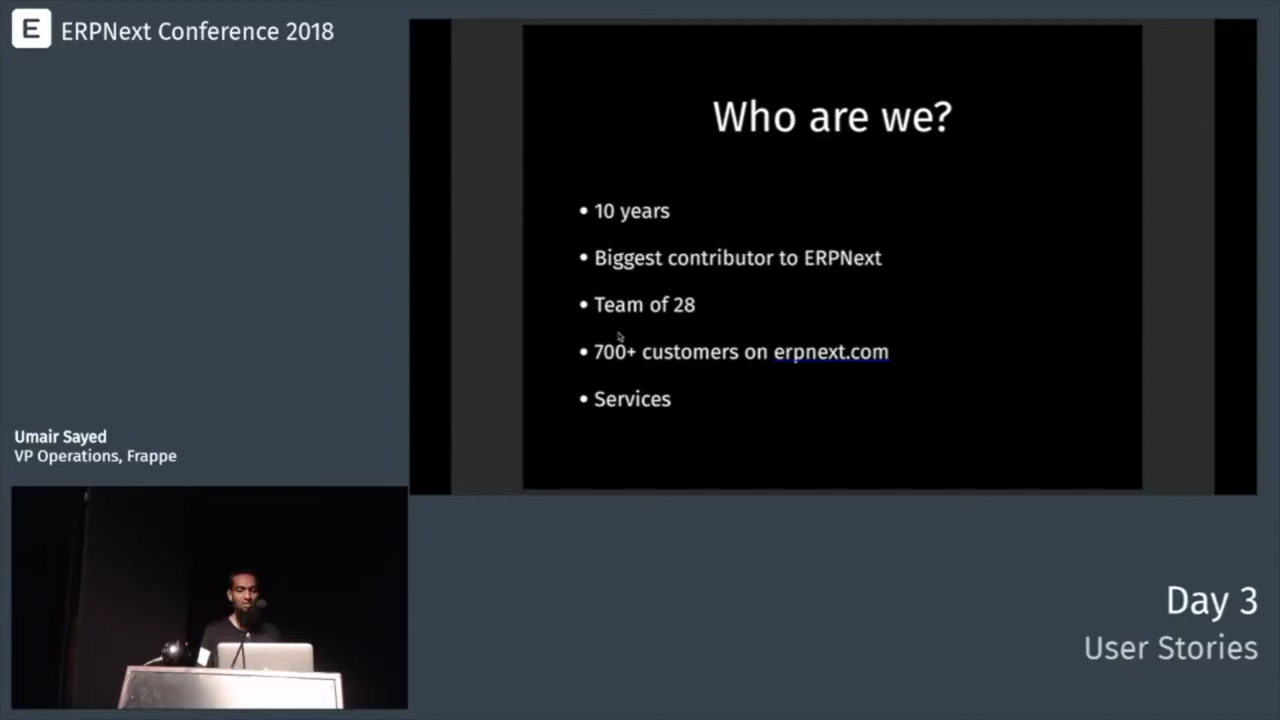 E ERPNext Conference 2018
Who are we?
• 10 years
• Biggest contributor to ERPNext
• Team of 28
• 700+ customers on erpnext.com
• Services
Umair Sayed
VP Operations, Frappe
Day 3
User Stories